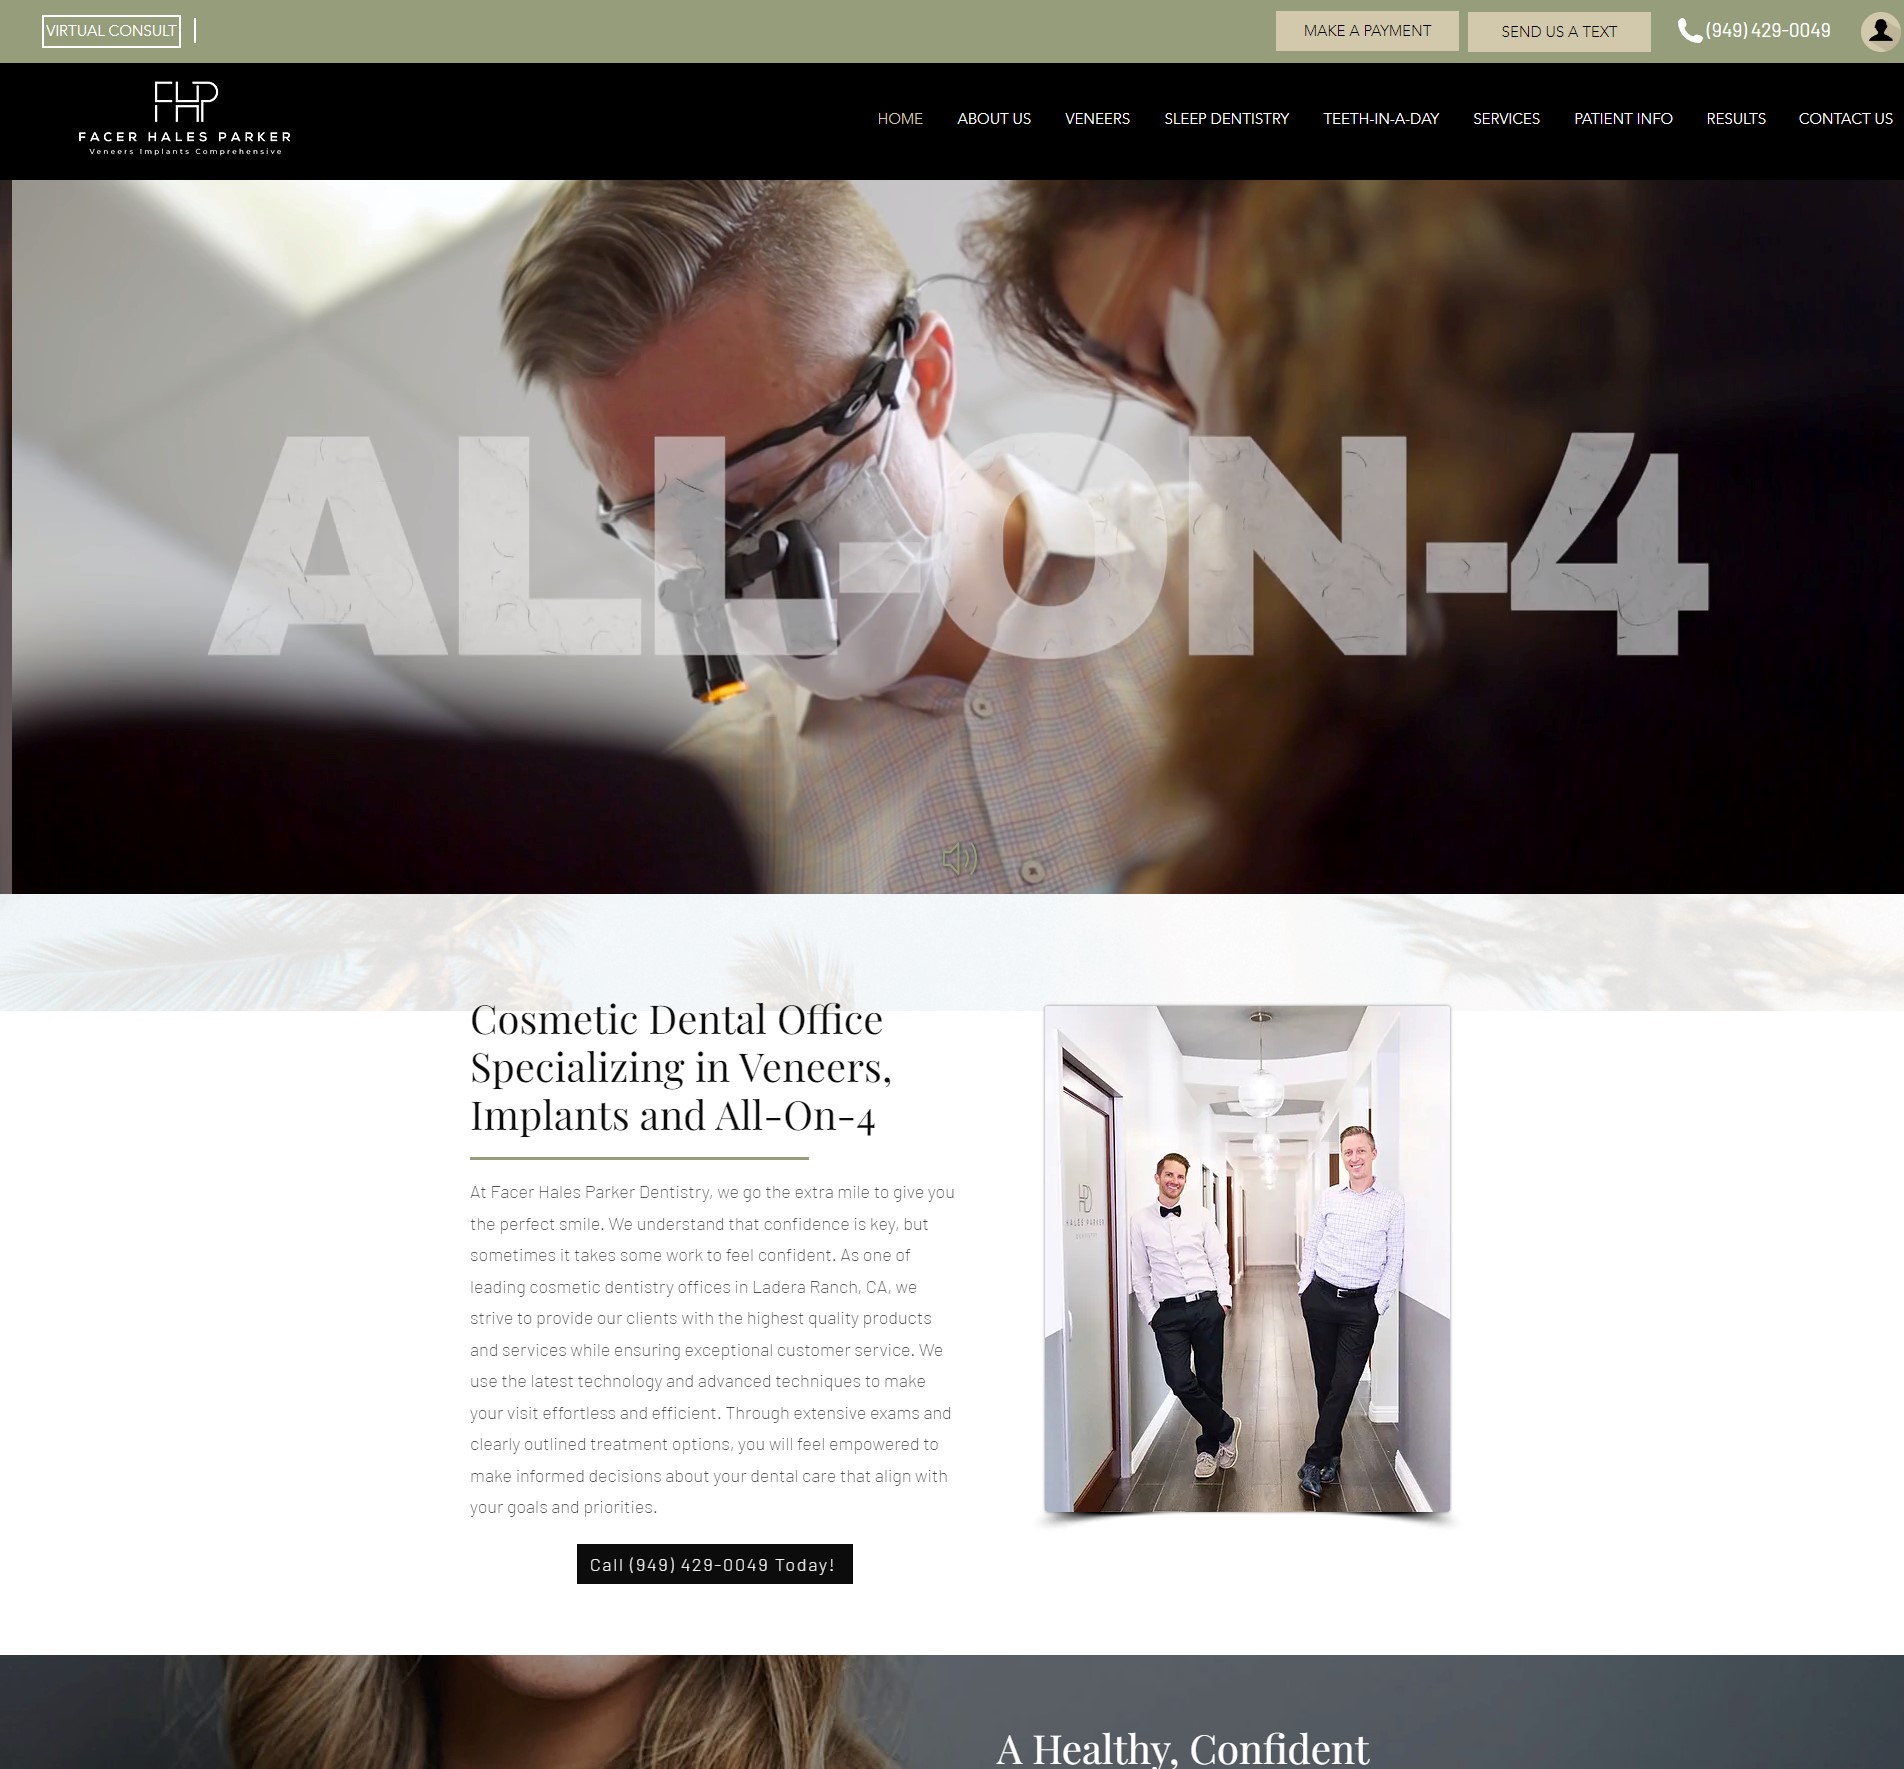 VIRTUAL CONSULT
MAKE A PAYMENT
SEND US A TEXT
(949) 429-0049
FHP
FACER HALES PARKER
Veneers Implants Comprehensive
HOME
ABOUT US
VENEERS
SLEEP DENTISTRY
TEETH-IN-A-DAY
SERVICES
PATIENT INFO
RESULTS
CONTACT US
ALL-ON-4
Cosmetic Dental Office
Specializing in Veneers,
Implants and All-On-4
At Facer Hales Parker Dentistry, we go the extra mile to give you
the perfect smile. We understand that confidence is key, but
sometimes it takes some work to feel confident. As one of
leading cosmetic dentistry offices in Ladera Ranch, CA, we
strive to provide our clients with the highest quality products
and services while ensuring exceptional customer service. We
use the latest technology and advanced techniques to make
your visit effortless and efficient. Through extensive exams and
clearly outlined treatment options, you will feel empowered to
make informed decisions about your dental care that align with
your goals and priorities.
Call (949) 429-0049 Today!
HALES PARKER
DENTISTRY
A Healthy, Confident